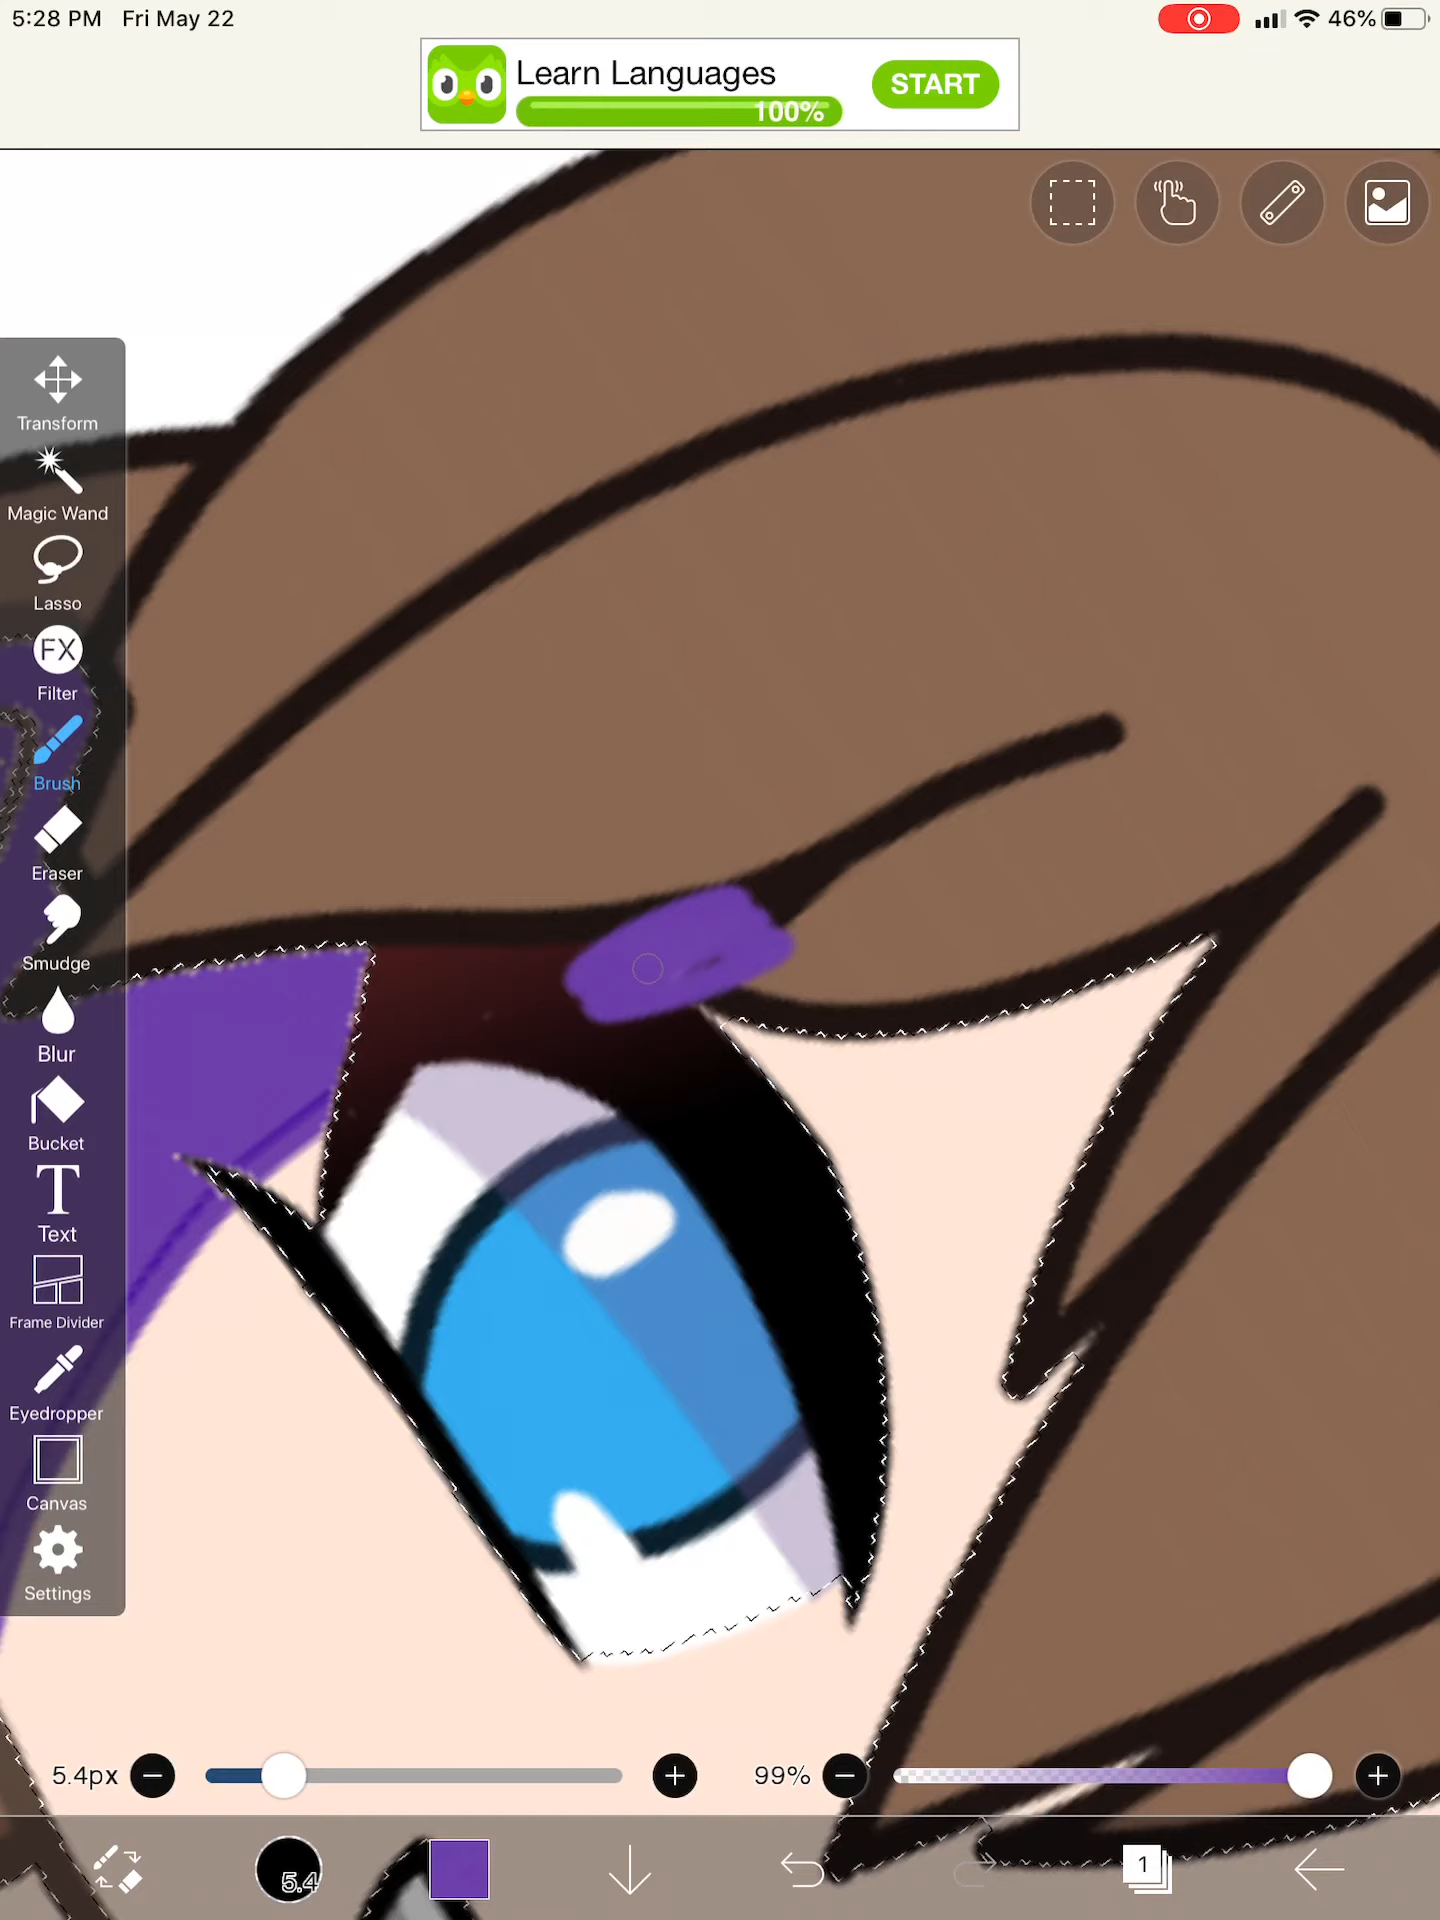 5:28 PM Fri May 22
46%
Learn Languages
100%
START
Transform
Magic Wand
Lasso
FX
Filter
Brush
Eraser
Smudge
Blur
Bucket
T
Text
Frame Divider
Eyedropper
Canvas
Settings
5.4px
99%
5.4
1